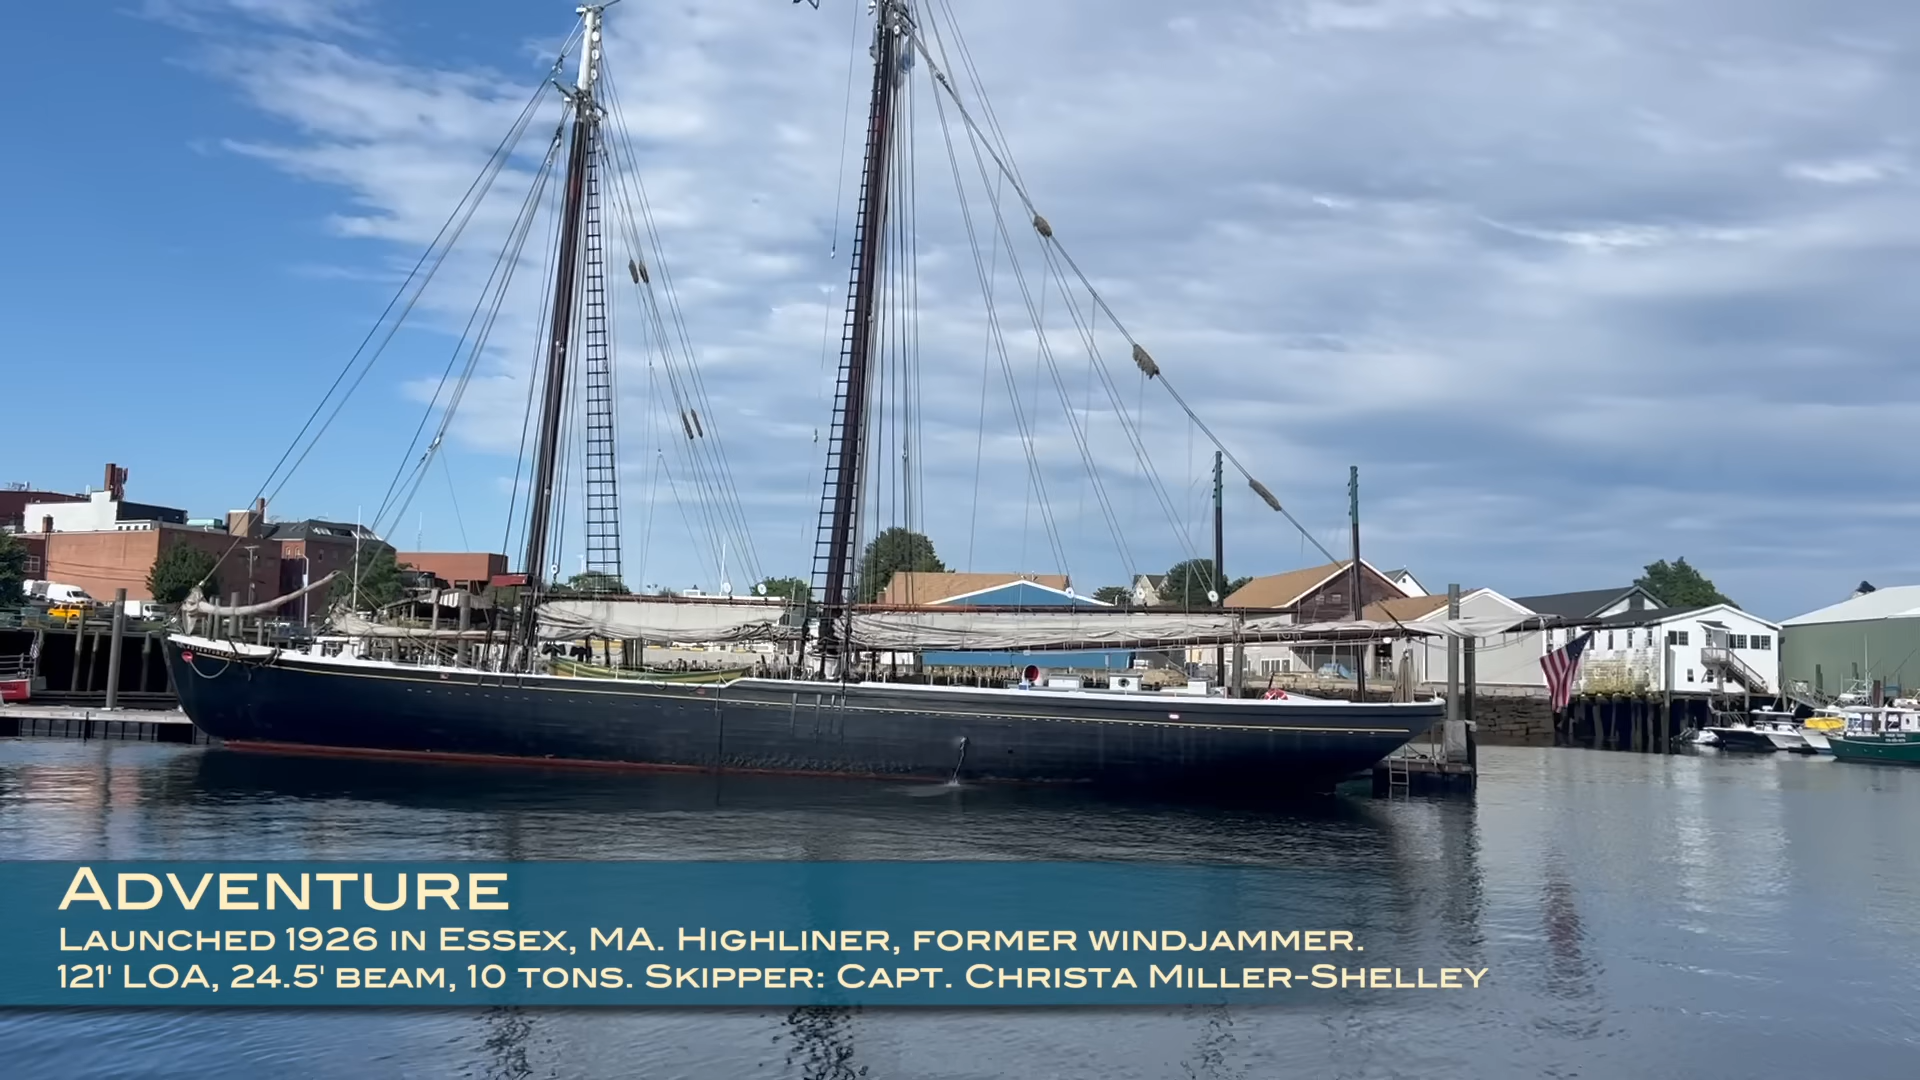 Adventure
Launched 1926 in Essex, MA. Highliner, former windjammer.
121' LOA, 24.5' beam, 10 tons. Skipper: Capt. Christa Miller-Shelley